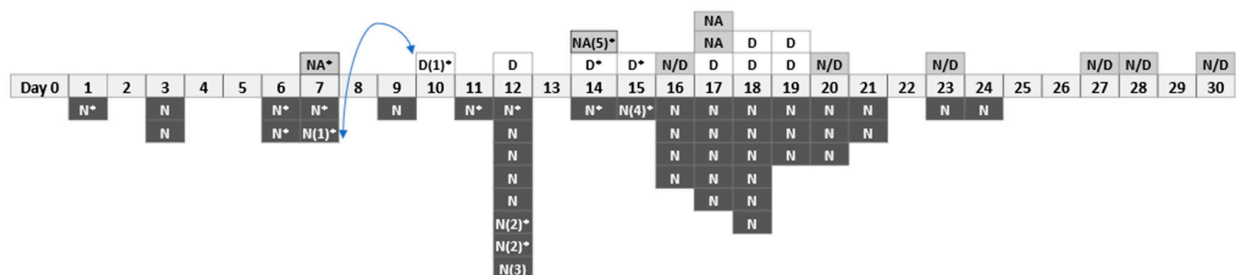 NA
NA(5)* NA D D
NA* D(1)* D D* D* N/D D D D N/D N/D N/D N/D N/D
Day 0 1 2 3 4 5 6 7 8 9 10 11 12 13 14 15 16 17 18 19 20 21 22 23 24 25 26 27 28 29 30
N* N N* N* N N* N* N* N(4)* N N N N N N N N
N N* N(1)* N N N N N N N
N N N N N N
N N N N
N N N
N(2)* N
N(2)*
N(3)